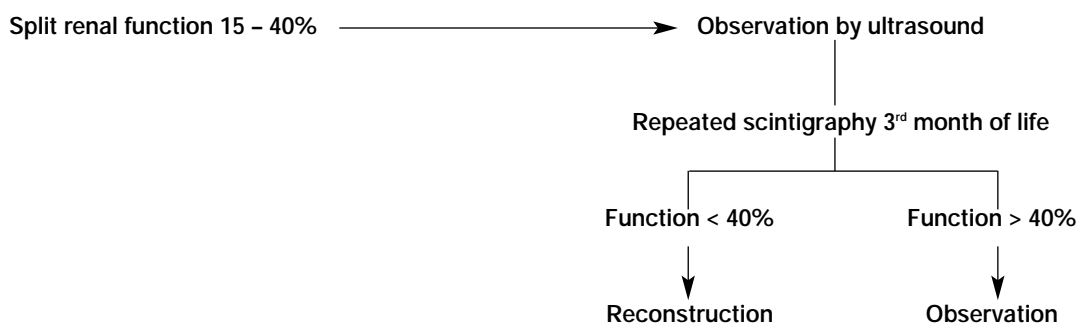 Split renal function 15 – 40% Observation by ultrasound
Repeated scintigraphy 3rd month of life
Function < 40% Function > 40%
Reconstruction Observation